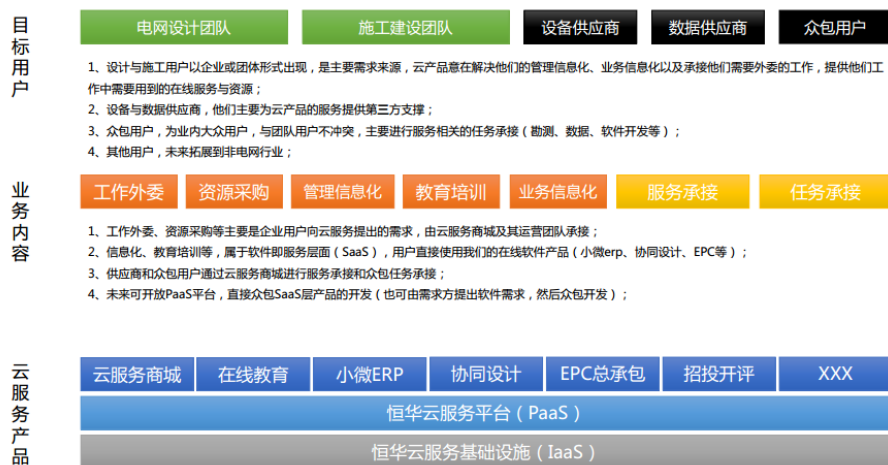 目标用户
电网设计团队 施工建设团队 设备供应商 数据供应商 众包用户
1、设计与施工用户以企业或团体形式出现，是主要需求来源，云产品意在解决他们的管理信息化、业务信息化以及承接他们需要外委的工作，提供他们工
作中需要用到的在线服务与资源；
2、设备与数据供应商，他们主要为云产品的服务提供第三方支撑；
3、众包用户，为业内大众用户，与团队用户不冲突，主要进行服务相关的任务承接（勘测、数据、软件开发等）；
4、其他用户，未来拓展到非电网行业；
业务内容
工作外委 资源采购 管理信息化 教育培训 业务信息化 服务承接 任务承接
1、工作外委、资源采购等主要是企业用户向云服务提出的需求，由云服务商城及其运营团队承接；
2、信息化、教育培训等，属于软件即服务层面（SaaS），用户直接使用我们的在线软件产品（小微erp、协同设计、EPC等）；
3、供应商和众包用户通过云服务商城进行服务承接和众包任务承接；
4、未来可开放PaaS平台，直接众包SaaS层产品的开发（也可由需求方提出软件需求，然后众包开发）；
云服务产品
云服务商城 在线教育 小微ERP 协同设计 EPC总承包 招投开评 XXX
恒华云服务平台（PaaS）
恒华云服务基础设施（IaaS）